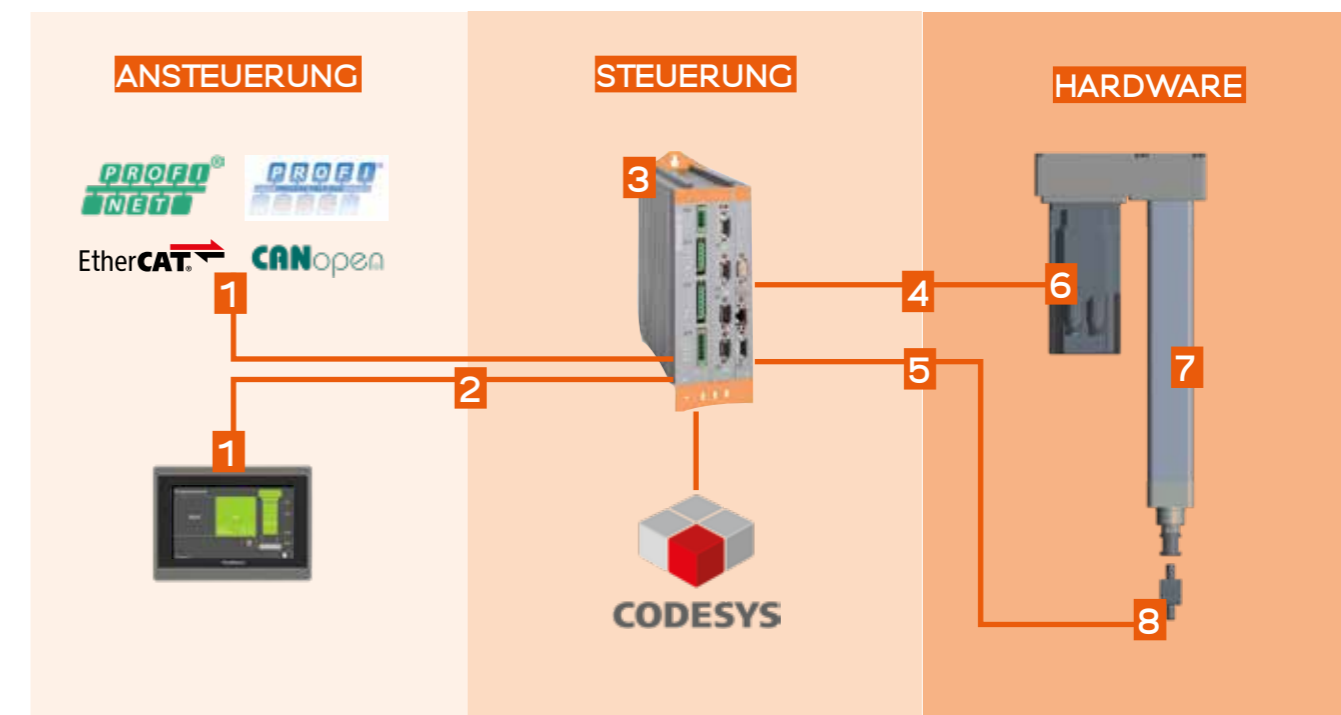 ANSTEUERUNG
STEUERUNG
HARDWARE
PROFI®
NET
PROFI
EtherCAT®
CANopen
3
1
4
6
2
5
7
1
CODESYS
8